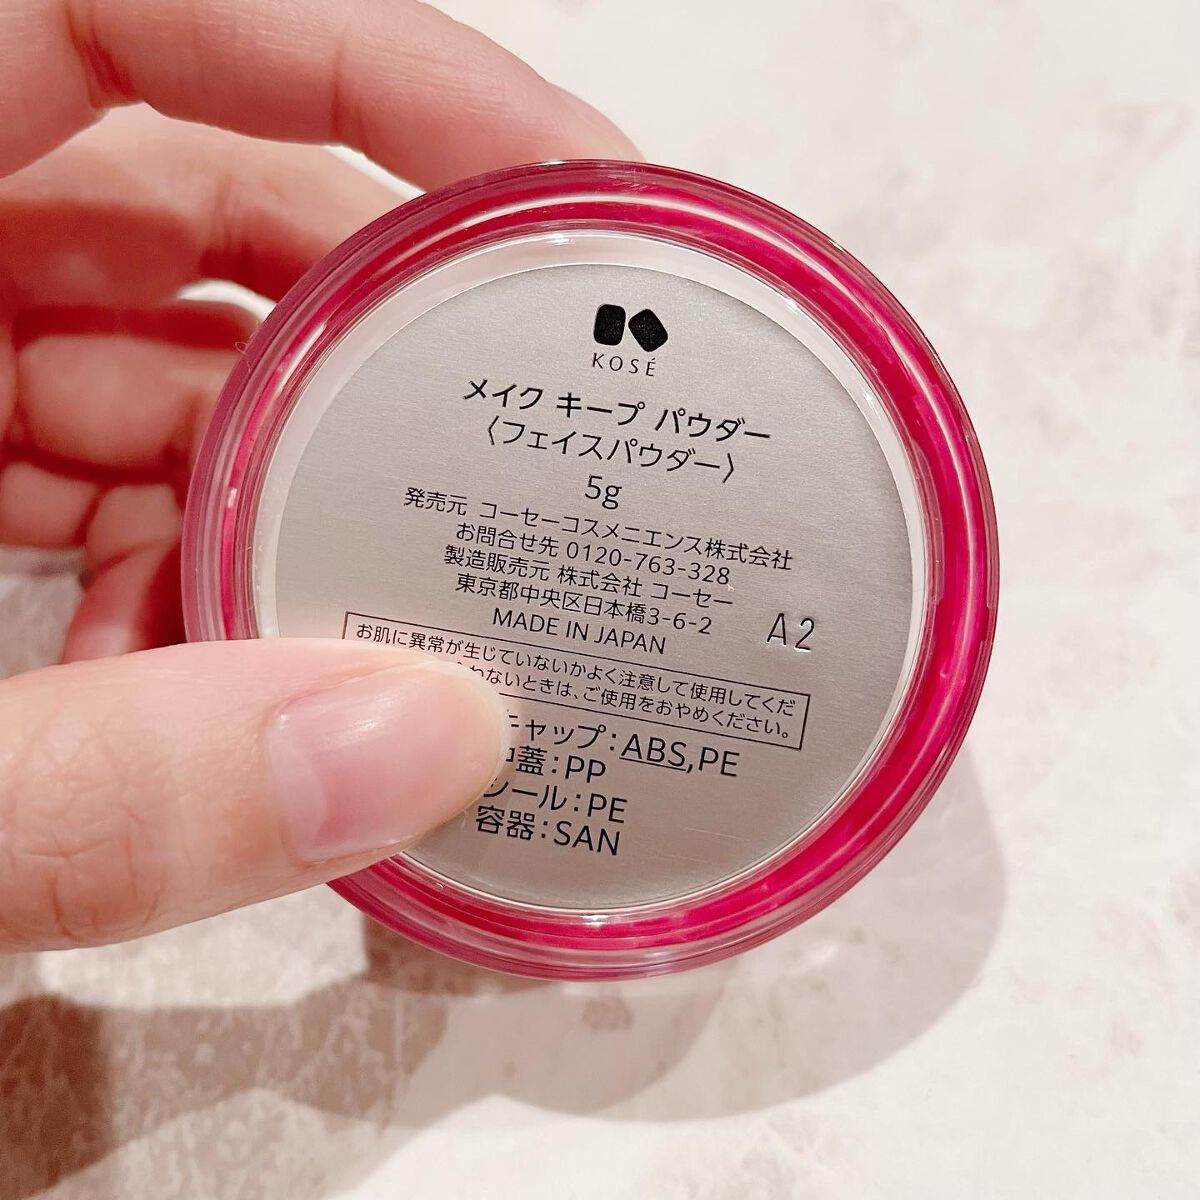 KOSÉ
メイク キープ パウダー
〈フェイスパウダー〉
5g
発売元 コーセーコスメニエンス株式会社
お問合せ先 0120-763-328
製造販売元 株式会社 コーセー
東京都中央区日本橋3-6-2
MADE IN JAPAN
A2
お肌に異常が生じていないかよく注意して使用してくだ
わないときは、ご使用をおやめください。
キャップ:ABS,PE
中蓋:PP
シール:PE
容器:SAN